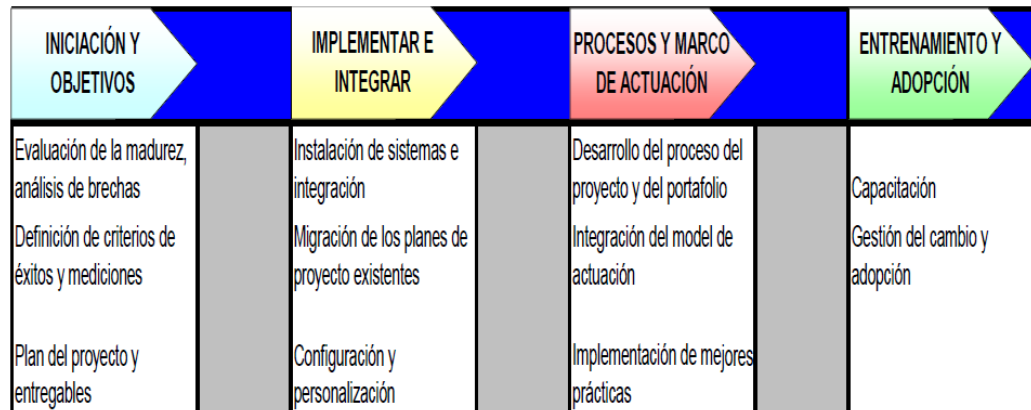 INICIACIÓN Y
OBJETIVOS
IMPLEMENTAR E
INTEGRAR
PROCESOS Y MARCO
DE ACTUACIÓN
ENTRENAMIENTO Y
ADOPCIÓN
Evaluación de la madurez,
análisis de brechas
Definición de criterios de
éxitos y mediciones
Plan del proyecto y
entregables
Instalación de sistemas e
integración
Migración de los planes de
proyecto existentes
Configuración y
personalización
Desarrollo del proceso del
proyecto y del portafolio
Integración del model de
actuación
Implementación de mejores
prácticas
Capacitación
Gestión del cambio y
adopción